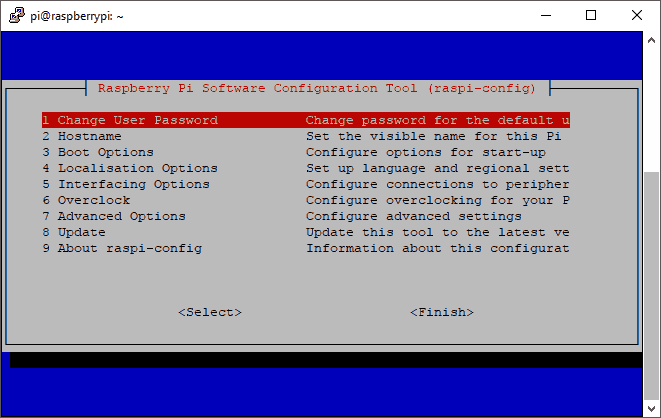 pi@raspberrypi: ~
Raspberry Pi Software Configuration Tool (raspi-config)
1 Change User Password Change password for the default u
2 Hostname Set the visible name for this Pi
3 Boot Options Configure options for start-up
4 Localisation Options Set up language and regional sett
5 Interfacing Options Configure connections to peripher
6 Overclock Configure overclocking for your P
7 Advanced Options Configure advanced settings
8 Update Update this tool to the latest ve
9 About raspi-config Information about this configurat
<Select> <Finish>